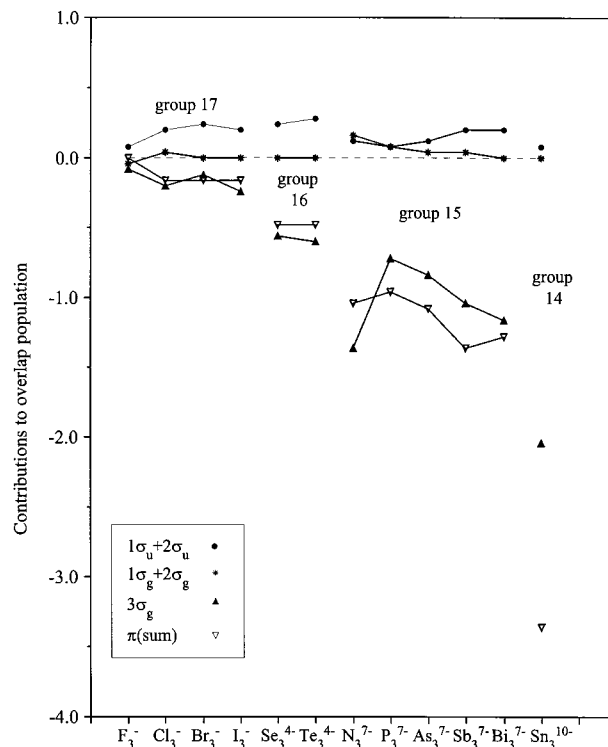 1.0
group 17
0.0
group
16
group 15
group
14
-1.0
Contributions to overlap population
-2.0
-3.0
1σu+2σu
1σg+2σg
3σg
π(sum)
-4.0
F₃⁻ Cl₃⁻ Br₃⁻ I₃⁻ Se₃⁴⁻ Te₃⁴⁻ N₃⁷⁻ P₃⁷⁻ As₃⁷⁻ Sb₃⁷⁻ Bi₃⁷⁻ Sn₃¹⁰⁻